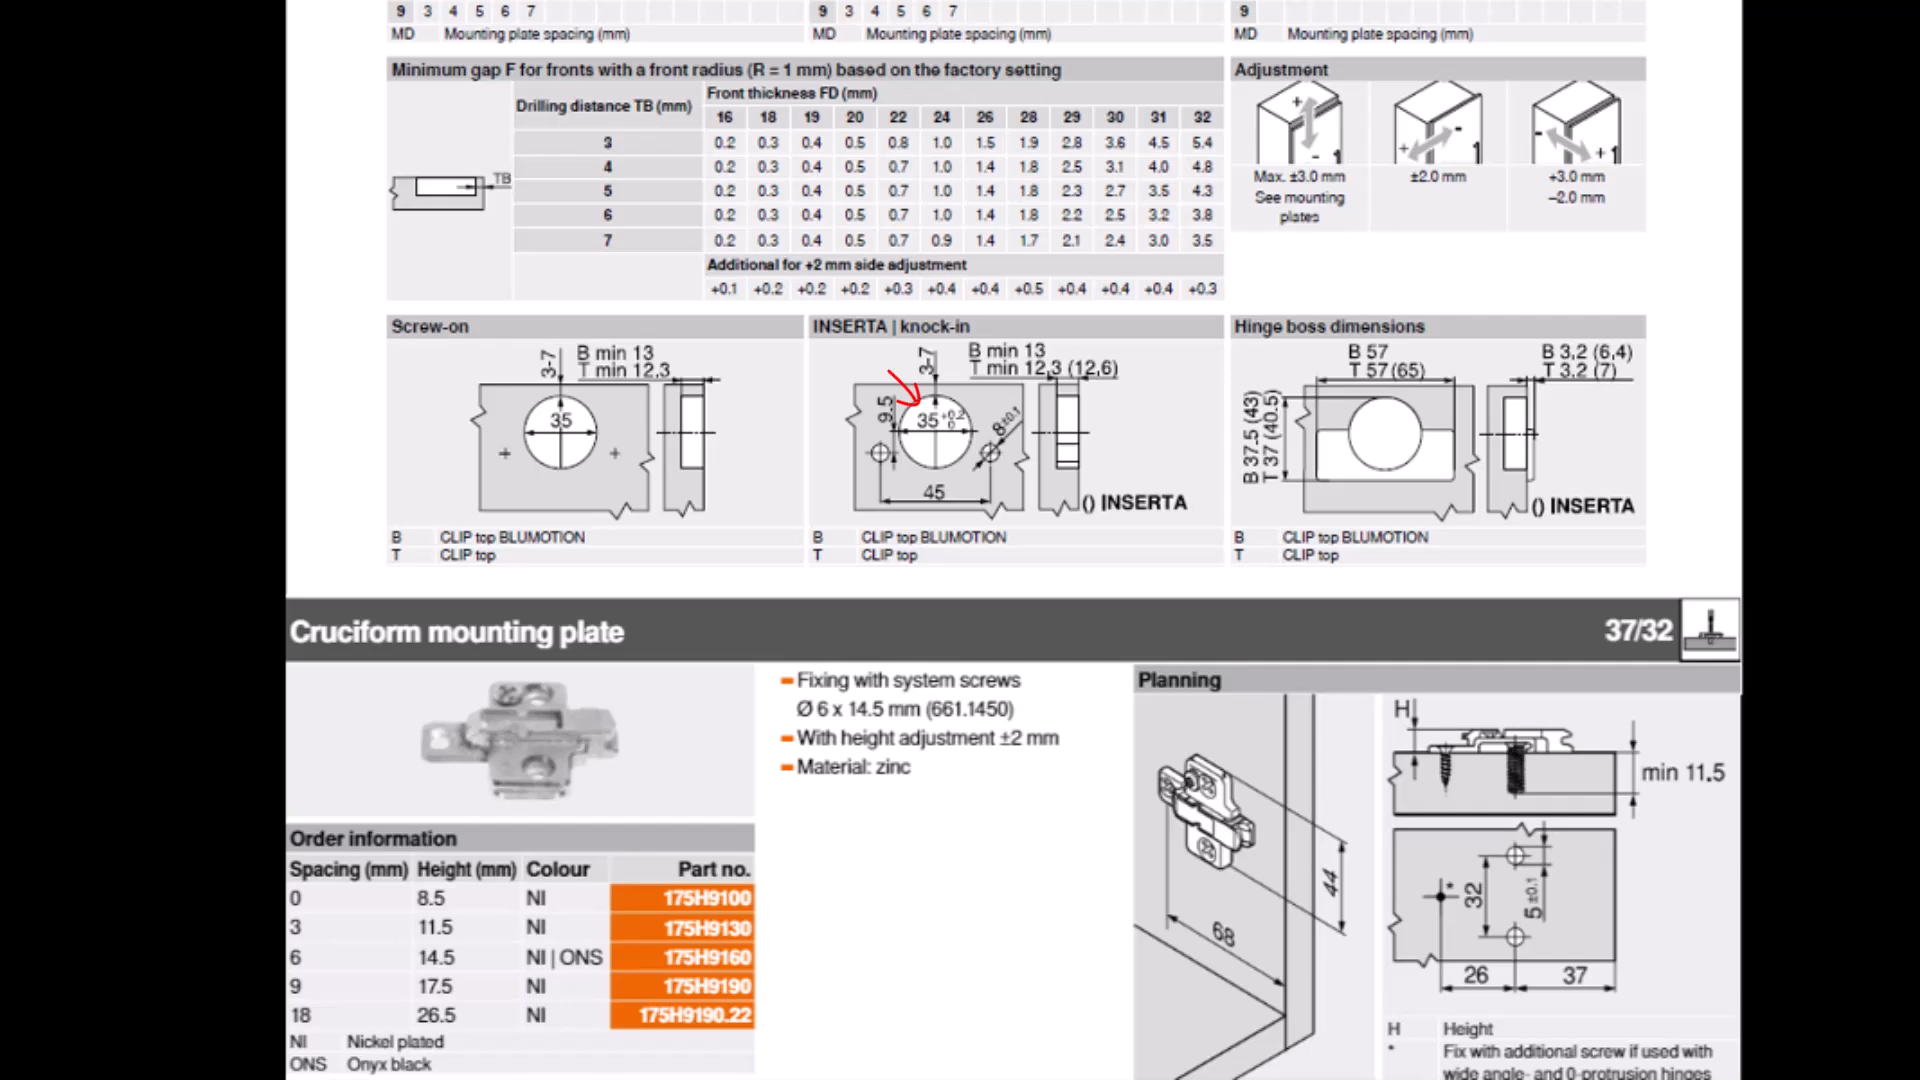 9 3 4 5 6 7
MD Mounting plate spacing (mm)
9 3 4 5 6 7
MD Mounting plate spacing (mm)
9
MD Mounting plate spacing (mm)
Minimum gap F for fronts with a front radius (R = 1 mm) based on the factory setting
Drilling distance TB (mm) Front thickness FD (mm)
16 18 19 20 22 24 26 28 29 30 31 32
3 0.2 0.3 0.4 0.5 0.8 1.0 1.5 1.9 2.8 3.6 4.5 5.4
4 0.2 0.3 0.4 0.5 0.7 1.0 1.4 1.8 2.5 3.1 4.0 4.8
5 0.2 0.3 0.4 0.5 0.7 1.0 1.4 1.8 2.3 2.7 3.5 4.3
6 0.2 0.3 0.4 0.5 0.7 1.0 1.4 1.8 2.2 2.5 3.2 3.8
7 0.2 0.3 0.4 0.5 0.7 0.9 1.4 1.7 2.1 2.4 3.0 3.5
Additional for +2 mm side adjustment
+0.1 +0.2 +0.2 +0.2 +0.3 +0.4 +0.4 +0.5 +0.4 +0.4 +0.4 +0.3
TB
Adjustment
+ -
Max. ±3.0 mm
See mounting
plates
+ -
±2.0 mm
- +
+3.0 mm
–2.0 mm
Screw-on
3-7
B min 13
T min 12.3
35
B CLIP top BLUMOTION
T CLIP top
INSERTA | knock-in
3-7
B min 13
T min 12,3 (12,6)
9.5
35 +0.2 0
8±0.1
45
() INSERTA
B CLIP top BLUMOTION
T CLIP top
Hinge boss dimensions
B 57
T 57 (65)
B 3,2 (6,4)
T 3.2 (7)
B 37.5 (43)
T 37 (40.5)
() INSERTA
B CLIP top BLUMOTION
T CLIP top
Cruciform mounting plate 37/32
Fixing with system screws
Ø 6 x 14.5 mm (661.1450)
With height adjustment ±2 mm
Material: zinc
Order information
Spacing (mm) Height (mm) Colour Part no.
0 8.5 NI 175H9100
3 11.5 NI 175H9130
6 14.5 NI | ONS 175H9160
9 17.5 NI 175H9190
18 26.5 NI 175H9190.22
NI Nickel plated
ONS Onyx black
Planning
44
68
H
min 11.5
*
32
5 ±0.1
26 37
H Height
* Fix with additional screw if used with
wide angle- and 0-protrusion hinges